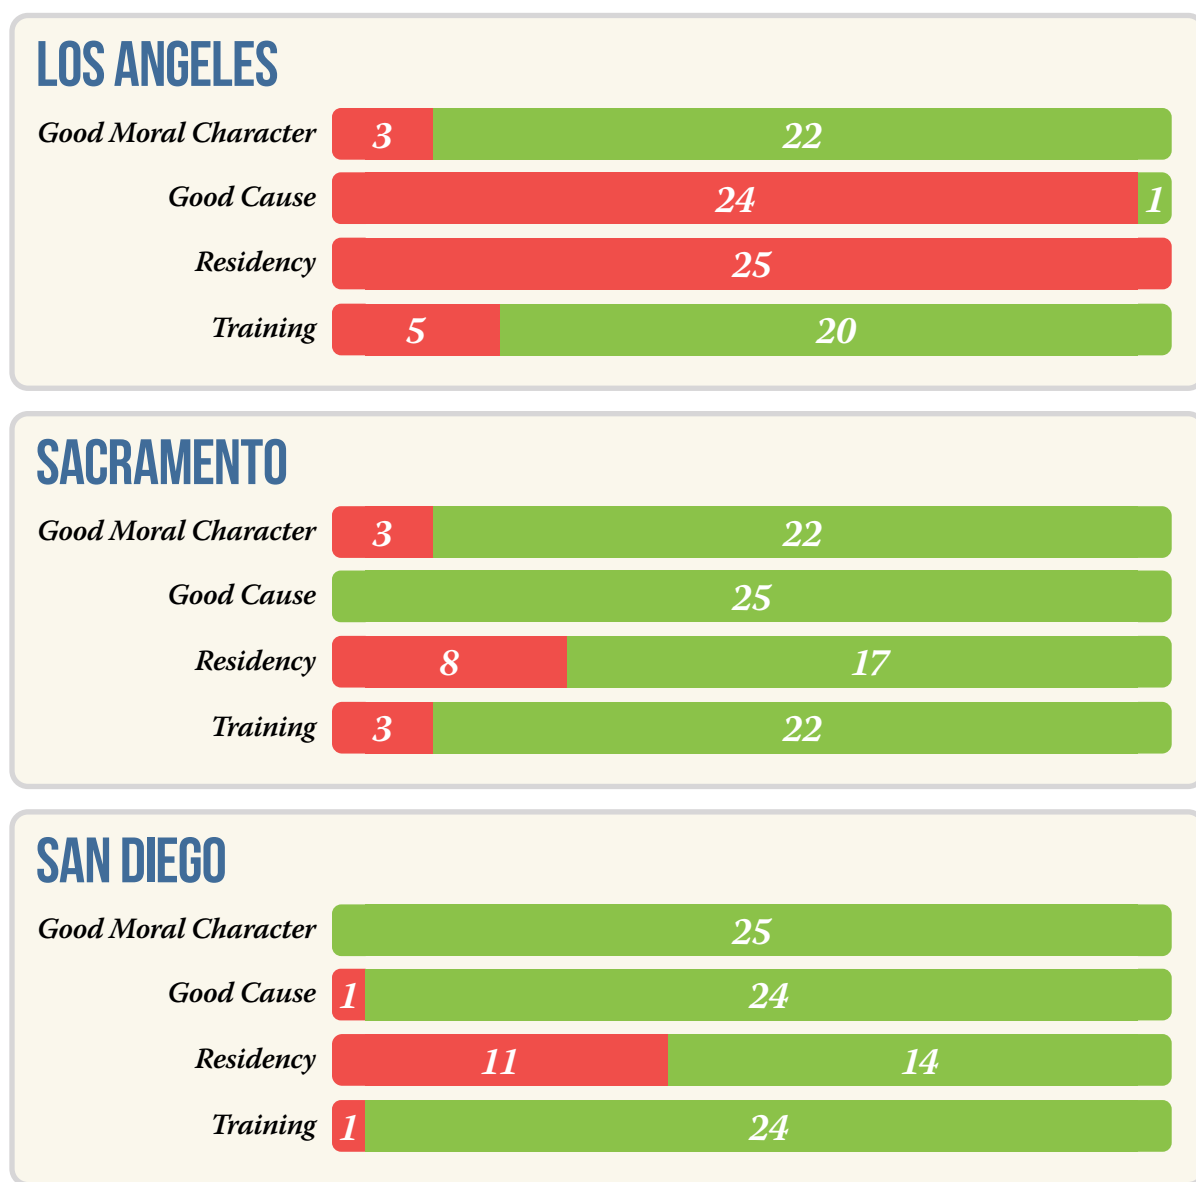 LOS ANGELES
Good Moral Character 3 22
Good Cause 24 1
Residency 25
Training 5 20
SACRAMENTO
Good Moral Character 3 22
Good Cause 25
Residency 8 17
Training 3 22
SAN DIEGO
Good Moral Character 25
Good Cause 1 24
Residency 11 14
Training 1 24